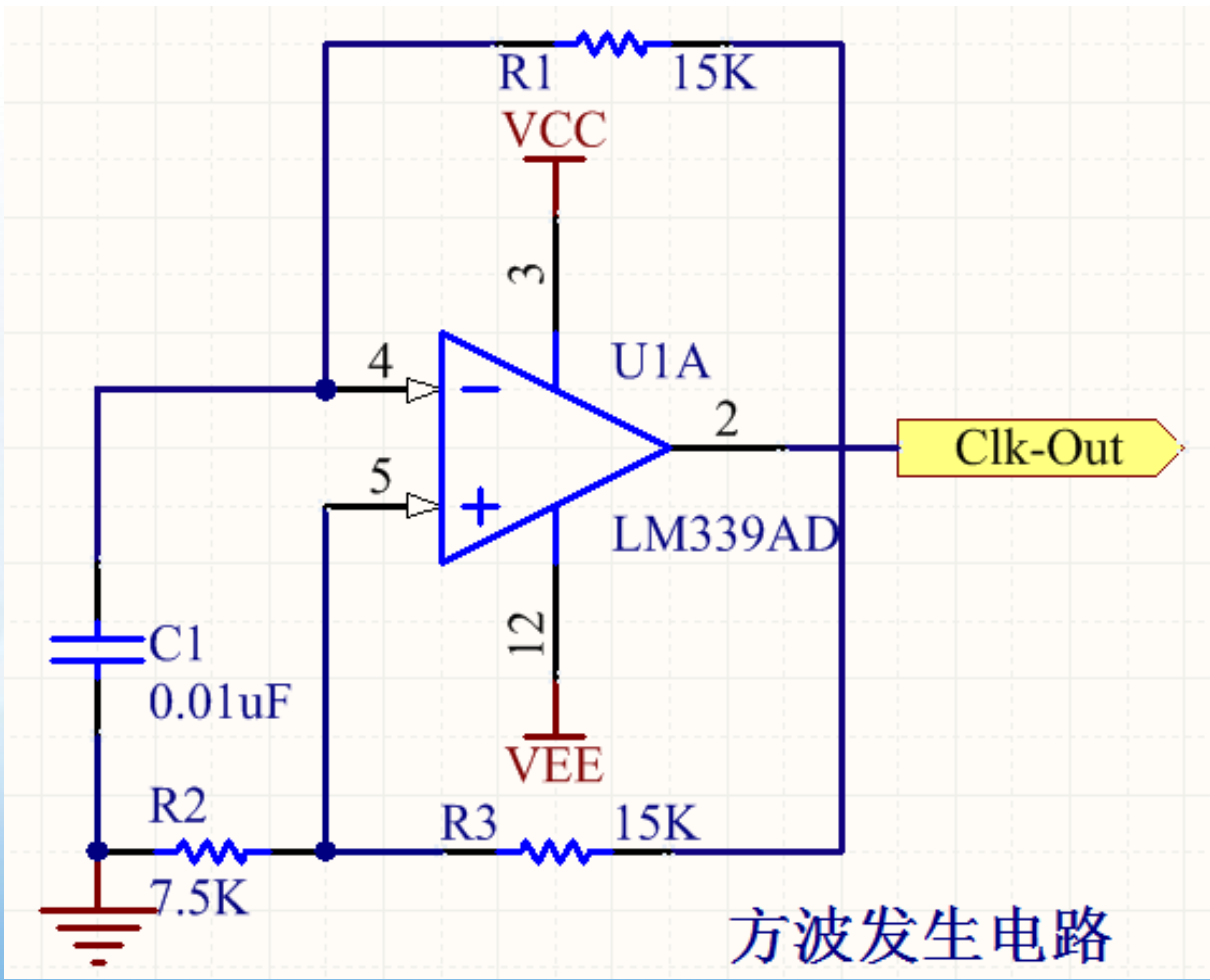 R1 15K
VCC
3
4
U1A
2
Clk-Out
5
LM339AD
12
C1
0.01uF
VEE
R2
R3 15K
7.5K
方波发生电路